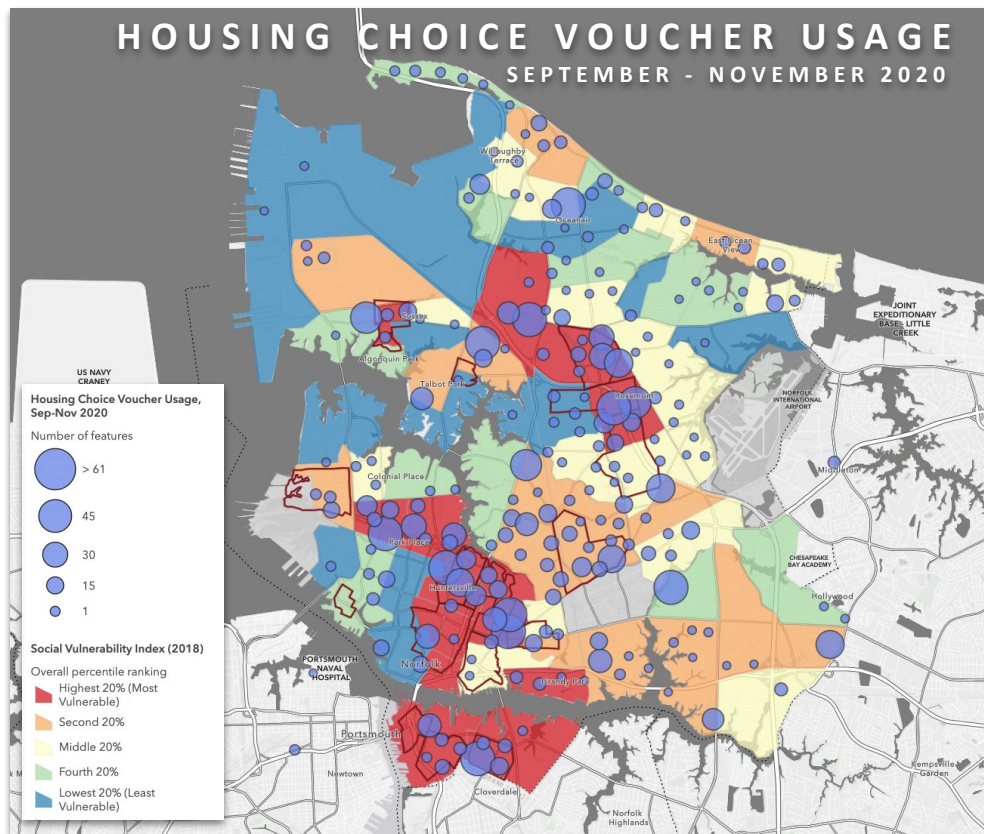 HOUSING CHOICE VOUCHER USAGE
SEPTEMBER - NOVEMBER 2020
Willoughby
Terrace
Oceanair
East Ocean
View
JOINT
EXPEDITIONARY
BASE - LITTLE
CREEK
Sussex
Algonquin Park
Talbot Park
Rosemont
NORFOLK
INTERNATIONAL
AIRPORT
US NAVY
CRANEY
Housing Choice Voucher Usage,
Sep-Nov 2020
Number of features
> 61
45
30
15
1
Social Vulnerability Index (2018)
Overall percentile ranking
Highest 20% (Most
Vulnerable)
Second 20%
Middle 20%
Fourth 20%
Lowest 20% (Least
Vulnerable)
Colonial Place
Middleton
Park Place
Huntersville
CHESAPEAKE
BAY ACADEMY
Hollywood
Norfolk
PORTSMOUTH
NAVAL
HOSPITAL
Grandy Park
Portsmouth
Newtown
Cloverdale
Norfolk
Highlands
Kempsville
Garden